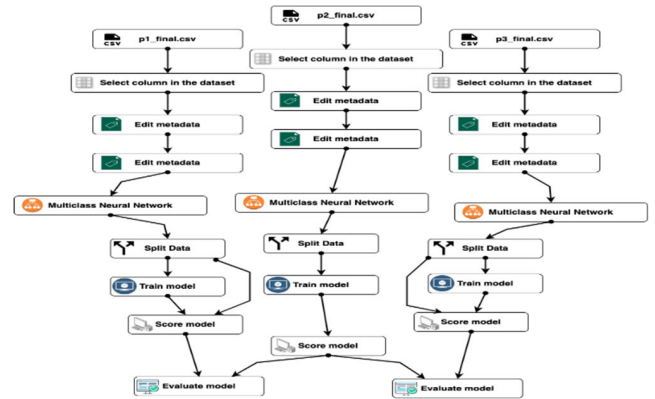 CSV p1_final.csv
Select column in the dataset
Edit metadata
Edit metadata
Multiclass Neural Network
Split Data
Train model
Score model
Evaluate model
CSV p2_final.csv
Select column in the dataset
Edit metadata
Edit metadata
Multiclass Neural Network
Split Data
Train model
Score model
CSV p3_final.csv
Select column in the dataset
Edit metadata
Edit metadata
Multiclass Neural Network
Split Data
Train model
Score model
Evaluate model